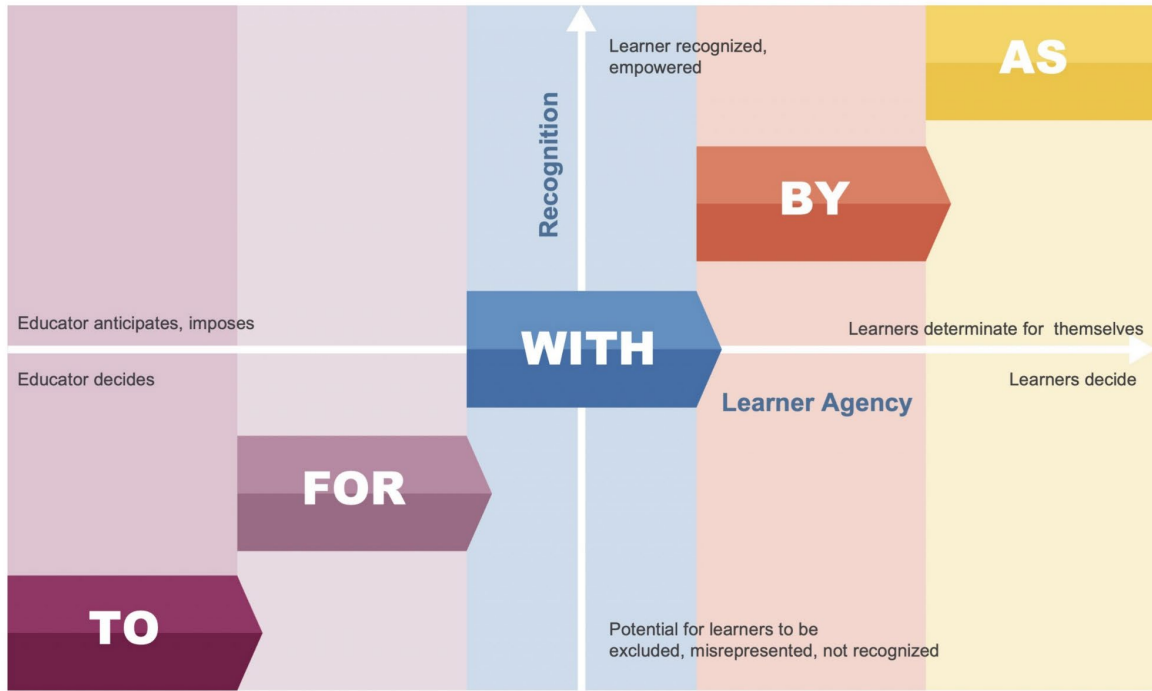 Learner recognized,
empowered
AS
Recognition
BY
Educator anticipates, imposes
Learners determinate for themselves
WITH
Educator decides
Learners decide
Learner Agency
FOR
TO
Potential for learners to be
excluded, misrepresented, not recognized